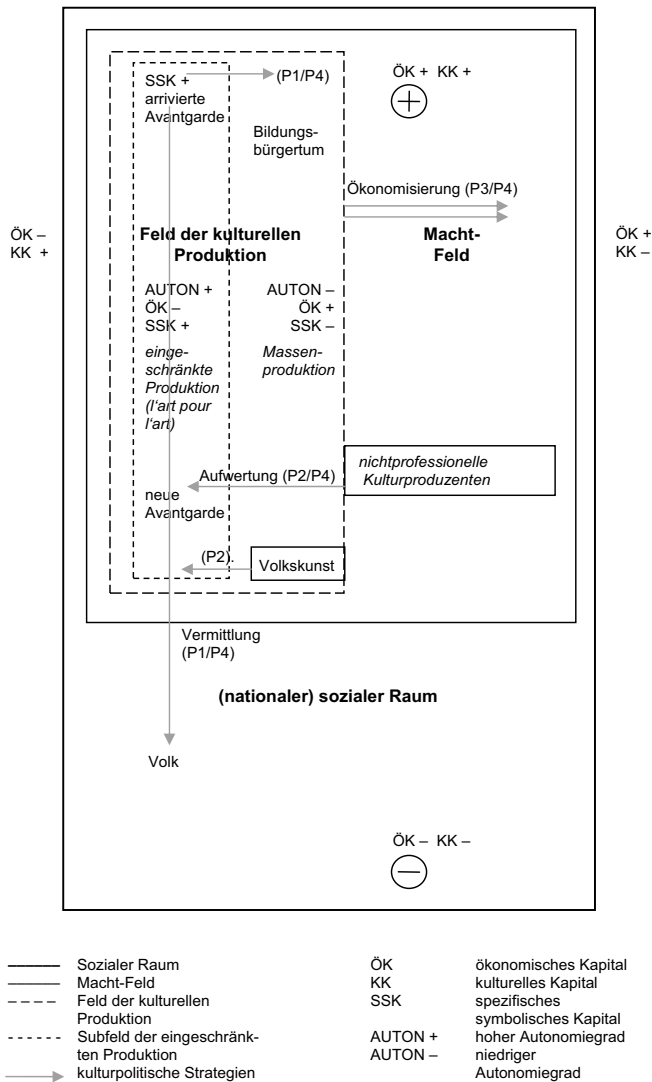 SSK +
arrivierte
Avantgarde
(P1/P4)
Bildungs-
bürgertum
ÖK + KK +
Ökonomisierung (P3/P4)
ÖK –
KK +
Feld der kulturellen
Produktion
Macht-
Feld
ÖK +
KK –
AUTON +
ÖK –
SSK +
AUTON –
ÖK +
SSK –
einge-
schränkte
Produktion
(l‘art pour
l‘art)
Massen-
produktion
nichtprofessionelle
Kulturproduzenten
Aufwertung (P2/P4)
neue
Avantgarde
(P2).
Volkskunst
Vermittlung
(P1/P4)
(nationaler) sozialer Raum
Volk
ÖK – KK –
Sozialer Raum
Macht-Feld
Feld der kulturellen
Produktion
Subfeld der eingeschränk-
ten Produktion
kulturpolitische Strategien
ÖK ökonomisches Kapital
KK kulturelles Kapital
SSK spezifisches
symbolisches Kapital
AUTON + hoher Autonomiegrad
AUTON – niedriger
Autonomiegrad